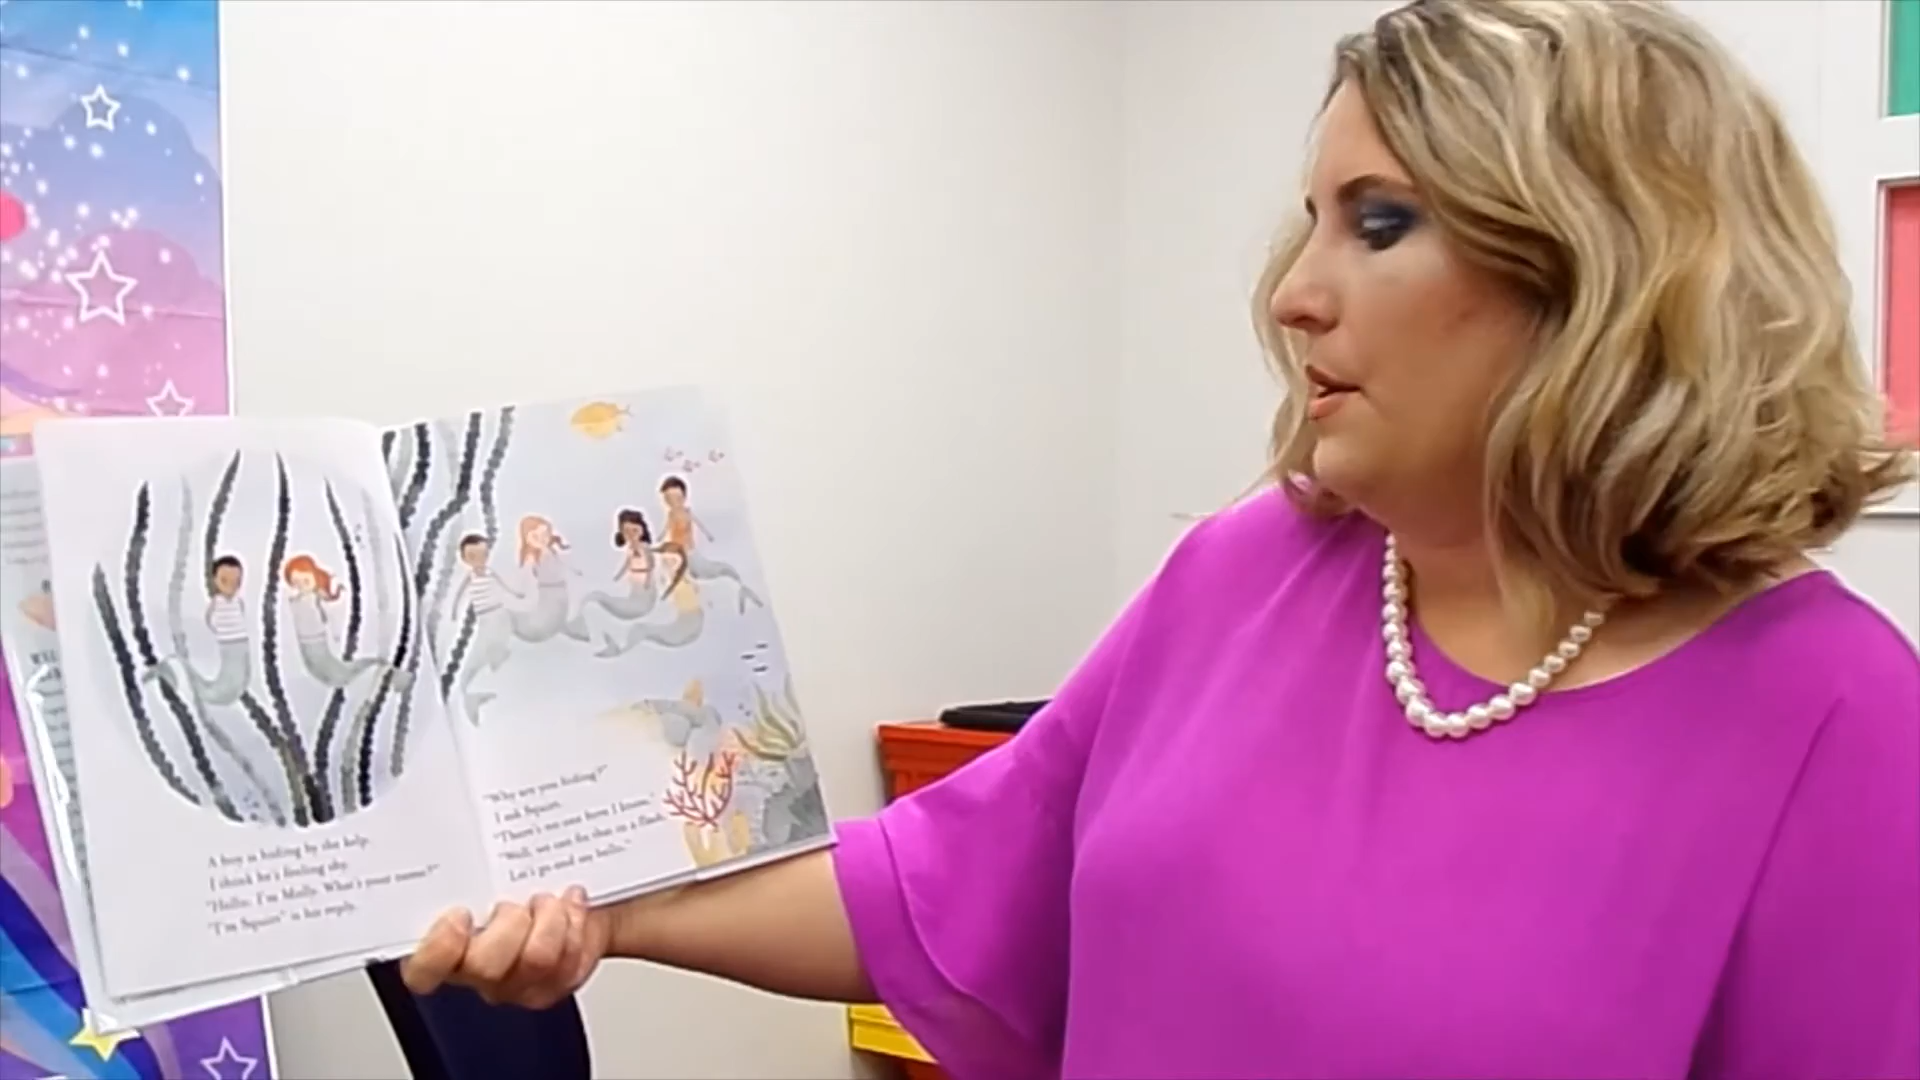 A boy is hiding by the kelp.
I think he's feeling shy.
"Hello, I'm Molly. What's your name?"
"I'm Squirt" is his reply.
"Why are you hiding?"
I ask Squirt.
"There's no one here I know."
"Well, we can fix that in a flash.
Let's go and say hello."